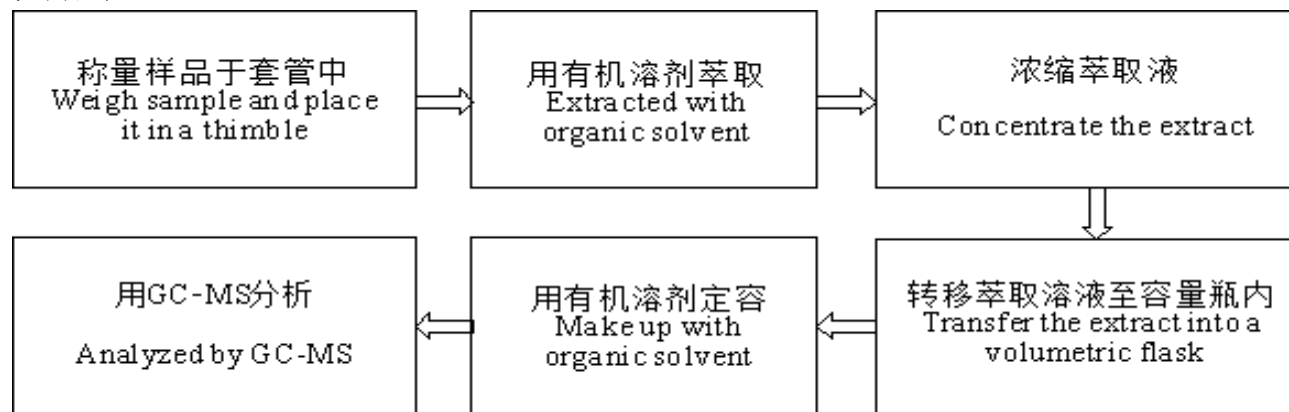 称量样品于套管中
Weigh sample and place
it in a thimble
用有机溶剂萃取
Extracted with
organic solvent
浓缩萃取液
Concentrate the extract
转移萃取溶液至容量瓶内
Transfer the extract into a
volumetric flask
用有机溶剂定容
Make up with
organic solvent
用GC-MS分析
Analyzed by GC-MS